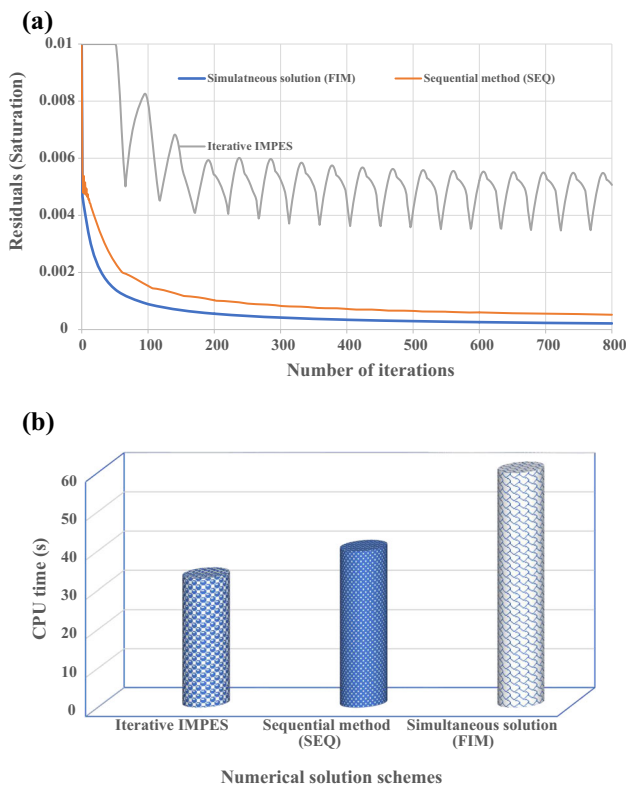 (a)
0.01
0.008
0.006
0.004
0.002
0
Residuals (Saturation)
Simulatneous solution (FIM)
Sequential method (SEQ)
Iterative IMPES
0 100 200 300 400 500 600 700 800
Number of iterations
(b)
60
50
40
30
20
10
0
CPU time (s)
Iterative IMPES
Sequential method
(SEQ)
Simultaneous solution
(FIM)
Numerical solution schemes